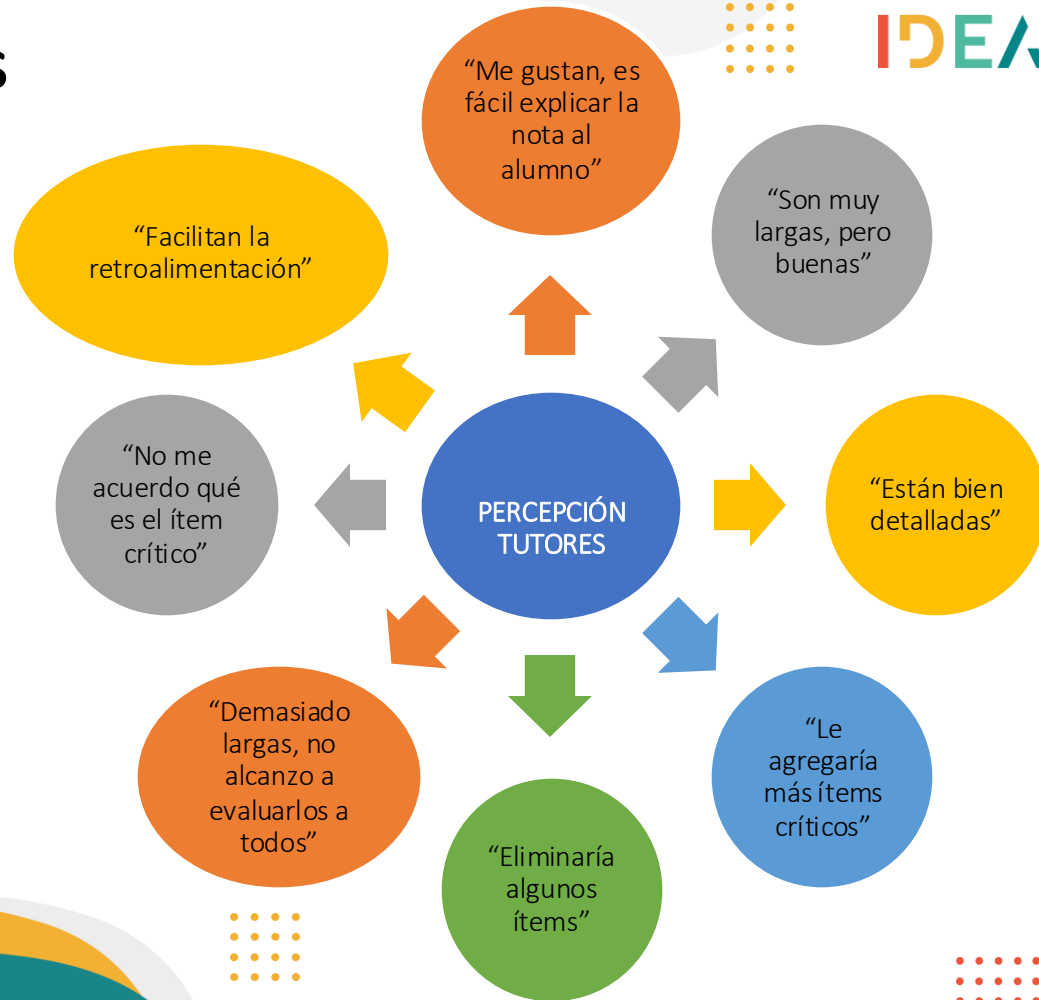 s
IDEA
“Me gustan, es
fácil explicar la
nota al
alumno”
“Son muy
largas, pero
buenas”
“Están bien
detalladas”
“Le
agregaría
más ítems
críticos”
“Eliminaría
algunos
ítems”
“Demasiado
largas, no
alcanzo a
evaluarlos a
todos”
“No me
acuerdo qué
es el ítem
crítico”
“Facilitan la
retroalimentación”
PERCEPCIÓN
TUTORES